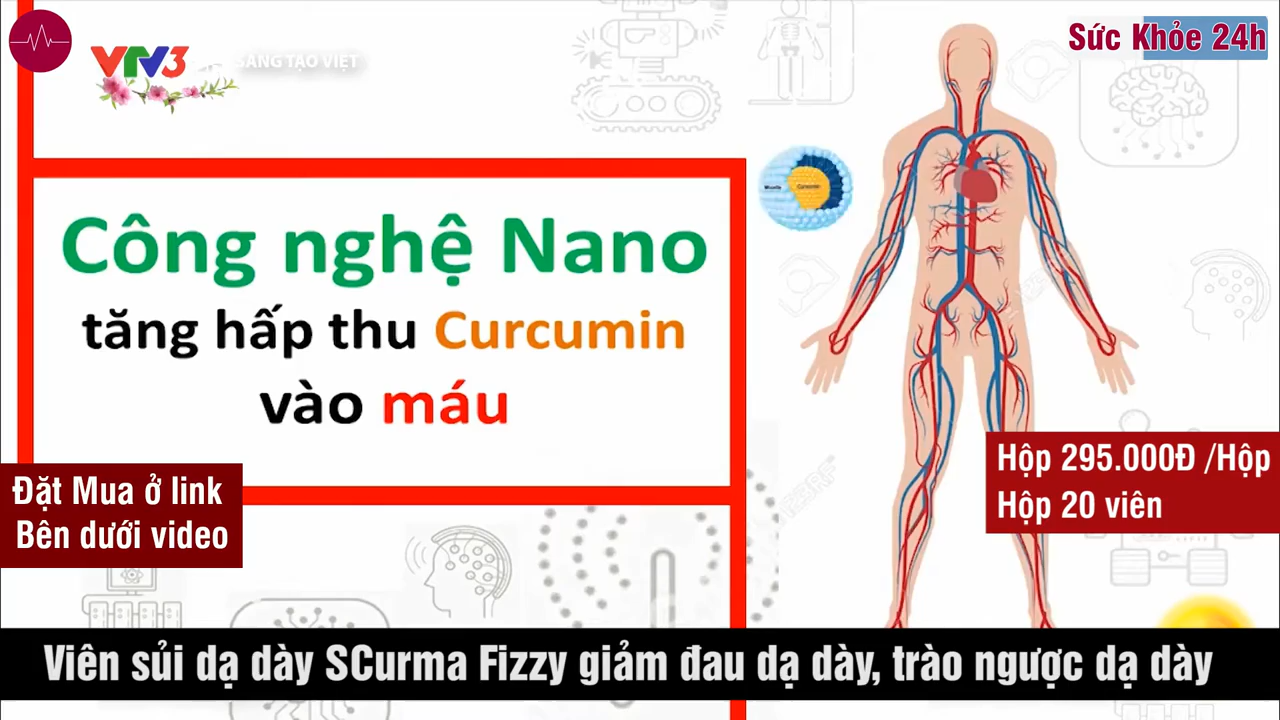 VTV3
SÁNG TẠO VIỆT
Sức Khỏe 24h
Công nghệ Nano
tăng hấp thu Curcumin
vào máu
Curcumin
Đặt Mua ở link
Bên dưới video
Hộp 295.000Đ /Hộp
Hộp 20 viên
Viên sủi dạ dày SCurma Fizzy giảm đau dạ dày, trào ngược dạ dày